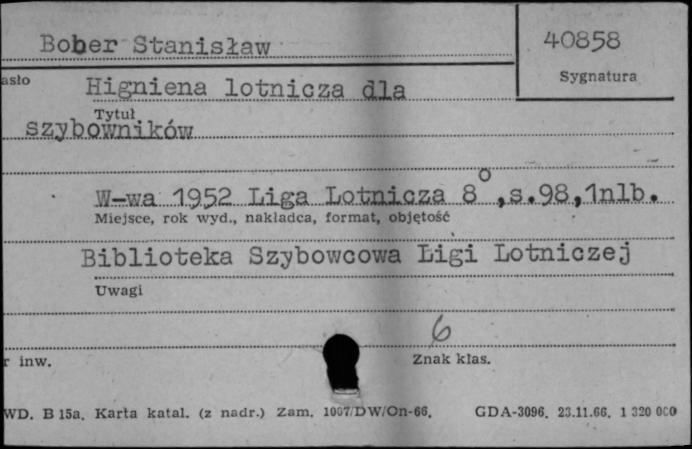 Bober Stanisław
40858
Sygnatura
asło
Higniena lotnicza dla
Tytuł
szybowników
W-wa 1952 Liga Lotnicza 8°,s.98,1nlb.
Miejsce, rok wyd., nakładca, format, objętość
Biblioteka Szybowcowa Ligi Lotniczej
Uwagi
6
r inw.
Znak klas.
WD. B 15a. Karta katal. (z nadr.) Zam. 1007/DW/On-66. GDA-3096. 23.11.66. 1 320 000